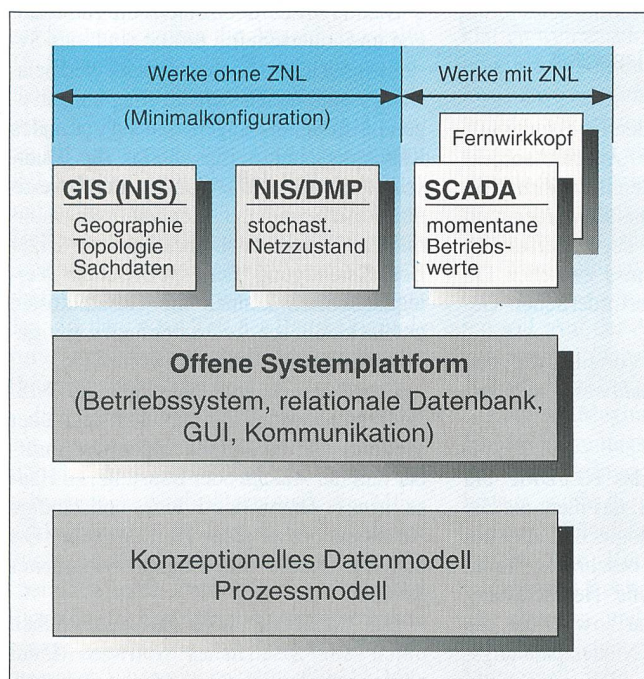 Werke ohne ZNL
(Minimalkonfiguration)
Werke mit ZNL
Fernwirkkopf
GIS (NIS)
Geographie
Topologie
Sachdaten
NIS/DMP
stochast.
Netzzustand
SCADA
momentane
Betriebs-
werte
Offene Systemplattform
(Betriebssystem, relationale Datenbank,
GUI, Kommunikation)
Konzeptionelles Datenmodell
Prozessmodell